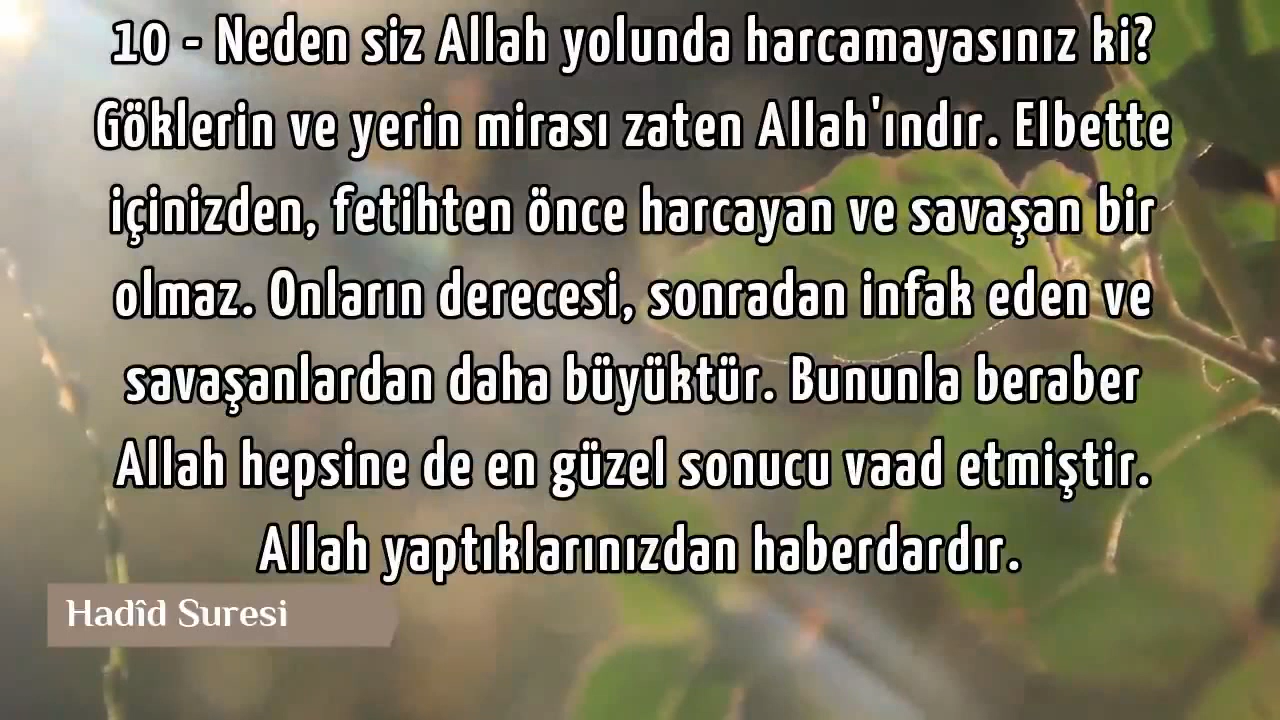 10 - Neden siz Allah yolunda harcamayasınız ki?
Göklerin ve yerin mirası zaten Allah'ındır. Elbette
içinizden, fetihten önce harcayan ve savaşan bir
olmaz. Onların derecesi, sonradan infak eden ve
savaşanlardan daha büyüktür. Bununla beraber
Allah hepsine de en güzel sonucu vaad etmiştir.
Allah yaptıklarınızdan haberdardır.
Hadîd Suresi